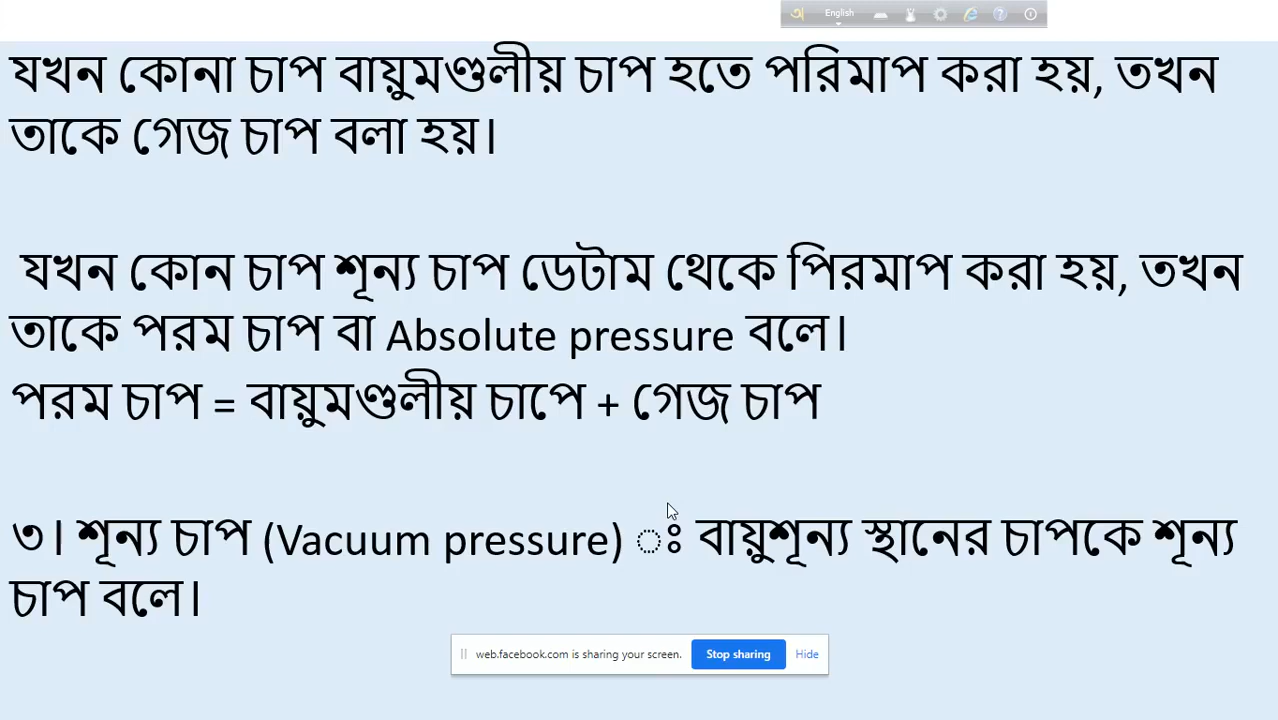 English
যখন কোনা চাপ বায়ুমণ্ডলীয় চাপ হতে পরিমাপ করা হয়, তখন
তাকে গেজ চাপ বলা হয়।
যখন কোন চাপ শূন্য চাপ ডেটাম থেকে পিরমাপ করা হয়, তখন
তাকে পরম চাপ বা Absolute pressure বলে।
পরম চাপ = বায়ুমণ্ডলীয় চাপে + গেজ চাপ
৩। শূন্য চাপ (Vacuum pressure) ঃ বায়ুশূন্য স্থানের চাপকে শূন্য
চাপ বলে।
web.facebook.com is sharing your screen. Stop sharing Hide